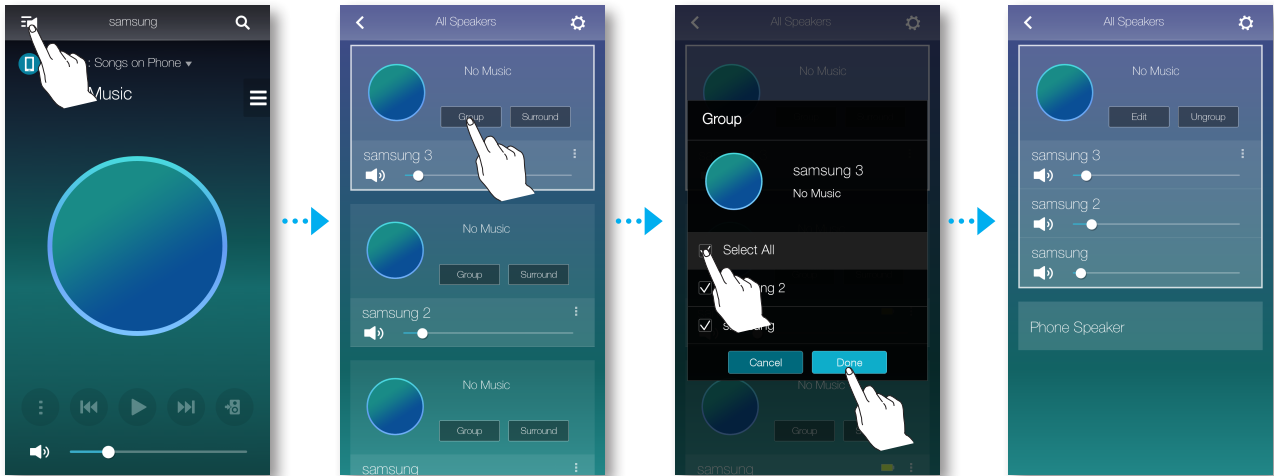 samsung
: Songs on Phone
Music
All Speakers
No Music
Group
Surround
samsung 3
No Music
Group
Surround
samsung 2
No Music
Group
Surround
samsung
All Speakers
No Music
Group
samsung 3
No Music
Select All
samsung 2
samsung
Cancel
Done
No Music
Group
samsung
All Speakers
No Music
Edit
Ungroup
samsung 3
samsung 2
samsung
Phone Speaker